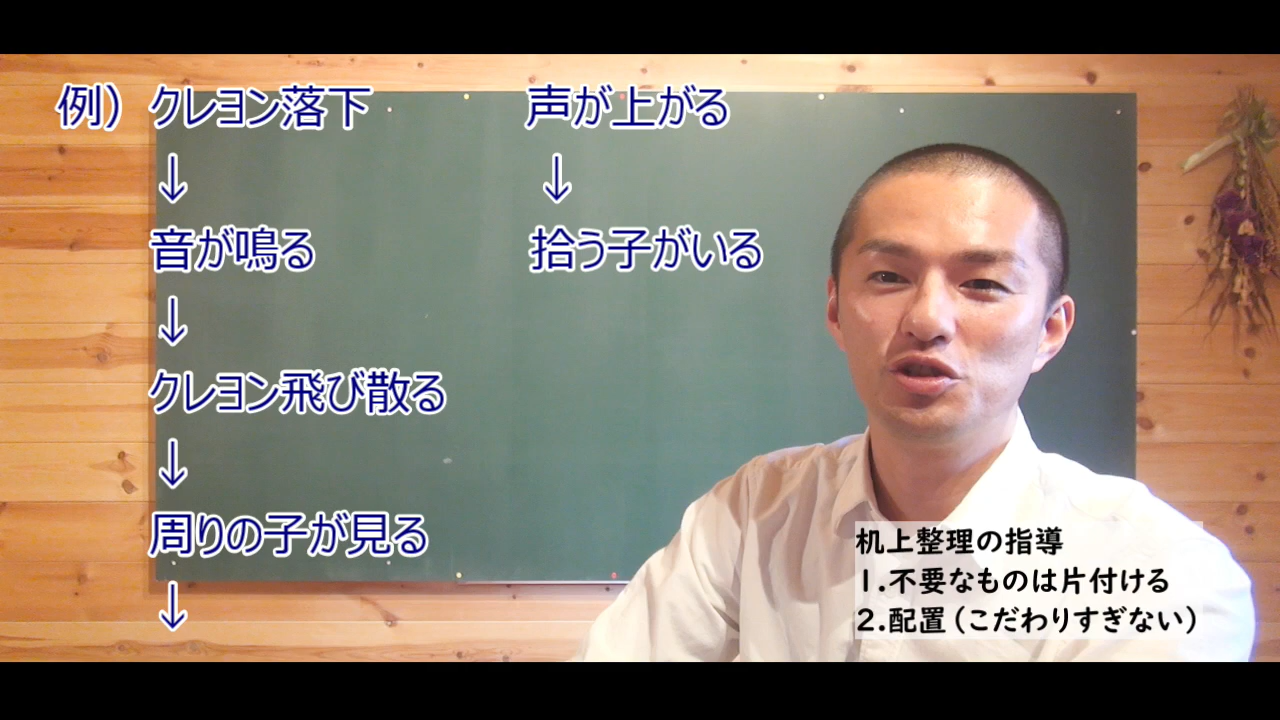 例）クレヨン落下
↓
音が鳴る
↓
クレヨン飛び散る
↓
周りの子が見る
↓
声が上がる
↓
拾う子がいる
机上整理の指導
1.不要なものは片付ける
2.配置（こだわりすぎない）